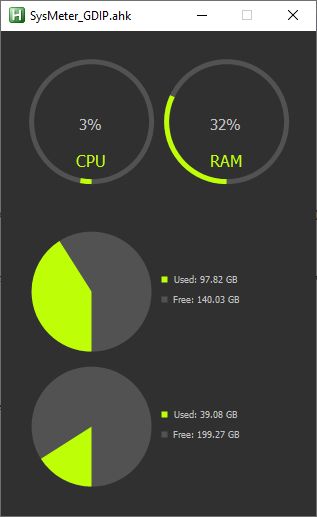 SysMeter_GDIP.ahk
3%
CPU
32%
RAM
Used: 97.82 GB
Free: 140.03 GB
Used: 39.08 GB
Free: 199.27 GB